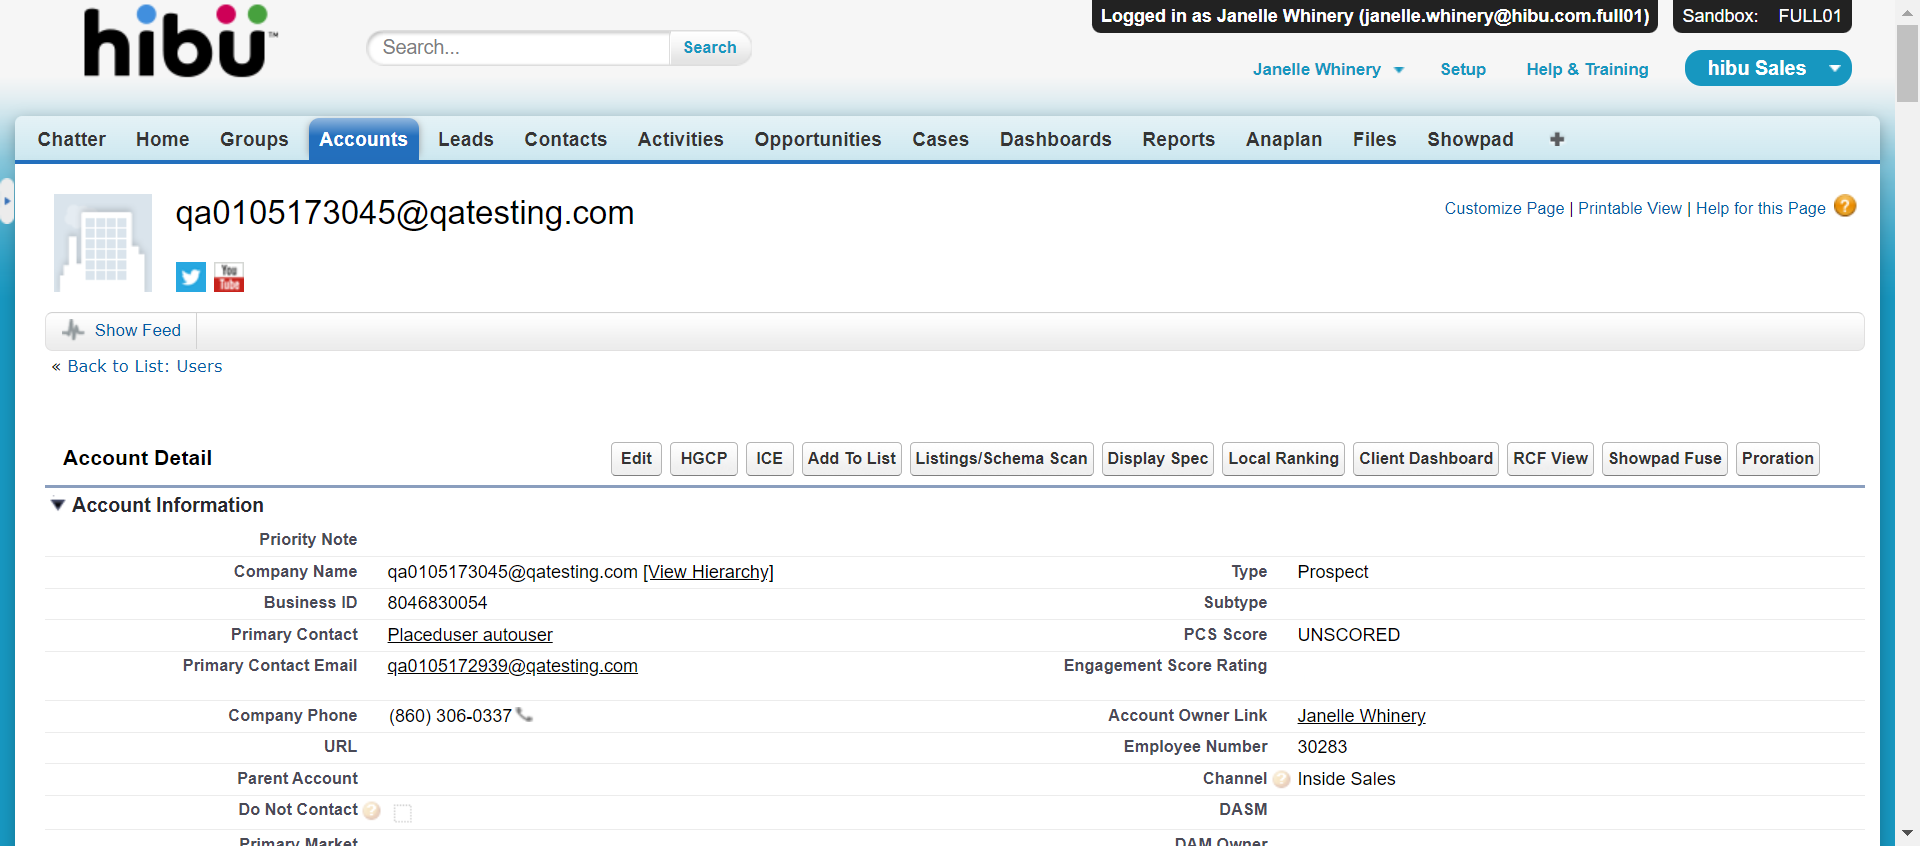 Logged in as Janelle Whinery (janelle.whinery@hibu.com.full01)
Sandbox: FULL01
hibu™
Search...
Search
Janelle Whinery
Setup
Help & Training
hibu Sales
Chatter Home Groups Accounts Leads Contacts Activities Opportunities Cases Dashboards Reports Anaplan Files Showpad
qa0105173045@qatesting.com
Customize Page | Printable View | Help for this Page ?
You
Tube
Show Feed
« Back to List: Users
Account Detail
Edit HGCP ICE Add To List Listings/Schema Scan Display Spec Local Ranking Client Dashboard RCF View Showpad Fuse Proration
Account Information
Priority Note
Company Name qa0105173045@qatesting.com [View Hierarchy] Type Prospect
Business ID 8046830054 Subtype
Primary Contact Placeduser autouser PCS Score UNSCORED
Primary Contact Email qa0105172939@qatesting.com Engagement Score Rating
Company Phone (860) 306-0337 Account Owner Link Janelle Whinery
URL Employee Number 30283
Parent Account Channel ? Inside Sales
Do Not Contact ? DASM
Primary Market DAM Owner